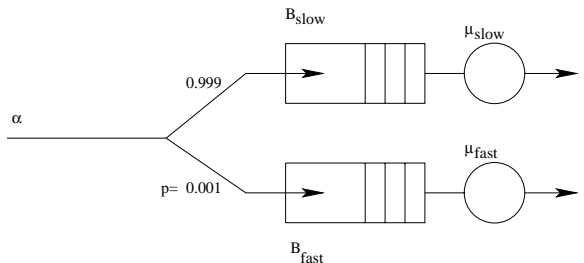 B_slow
μ_slow
0.999
α
μ_fast
p= 0.001
B_fast